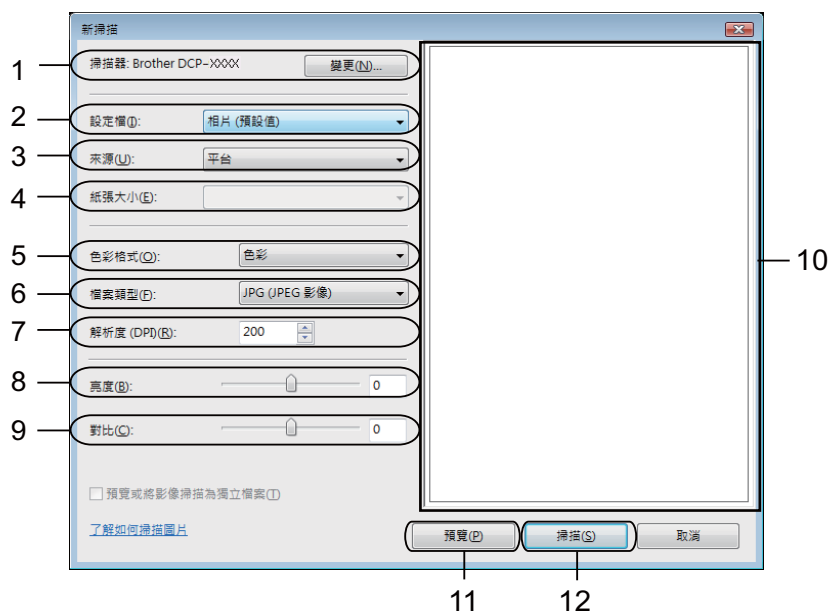 新掃描
1 掃描器: Brother DCP-XXXX 變更(N)...
2 設定檔(I): 相片 (預設值)
3 來源(U): 平台
4 紙張大小(E):
5 色彩格式(O): 色彩
10
6 檔案類型(F): JPG (JPEG 影像)
7 解析度 (DPI)(R): 200
8 亮度(B): 0
9 對比(C): 0
預覽或將影像掃描為獨立檔案(T)
了解如何掃描圖片
預覽(P) 掃描(S) 取消
11 12